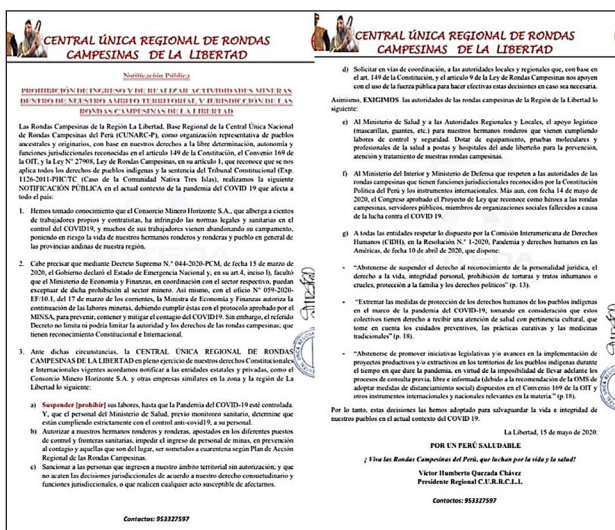 CENTRAL ÚNICA REGIONAL DE RONDAS
CAMPESINAS DE LA LIBERTAD
Notificación Pública
PROHIBICIÓN DE INGRESO Y DE REALIZAR ACTIVIDADES MINERAS
DENTRO DE NUESTRO ÁMBITO TERRITORIAL Y JURISDICCIÓN DE LAS
RONDAS CAMPESINAS DE LA LIBERTAD
Las Rondas Campesinas de la Región La Libertad, Base Regional de la Central Única Nacional
de Rondas Campesinas del Perú (CUNARC-P), como organización representativa de pueblos
ancestrales y originarios, con base en nuestros derechos a la libre determinación, autonomía y
funciones jurisdiccionales reconocidas en el artículo 149 de la Constitución, el Convenio 169 de
la OIT, y la Ley N° 27908, Ley de Rondas Campesinas, en su artículo 1, que reconoce que se nos
aplica todos los derechos de pueblos indígenas y la sentencia del Tribunal Constitucional (Exp.
1126-2011-PHC/TC (Caso de la Comunidad Nativa Tres Islas), realizamos la siguiente
NOTIFICACIÓN PÚBLICA en el actual contexto de la pandemia del COVID 19 que afecta a
todo el país:
1. Hemos tomado conocimiento que el Consorcio Minero Horizonte S.A., que alberga a cientos
de trabajadores propios y contratistas, ha infringido las normas legales y sanitarias en el
control del COVID19, y muchos de sus trabajadores vienen abandonando su campamento,
poniendo en riesgo la vida de nuestros hermanos ronderos y ronderas y pueblo en general de
las provincias andinas de nuestra región.
2. Cabe precisar que mediante Decreto Supremo N.° 044-2020-PCM, de fecha 15 de marzo de
2020, el Gobierno declaró el Estado de Emergencia Nacional y, en su art.4, inciso l), facultó
que el Ministerio de Economía y Finanzas, en coordinación con el sector respectivo, puedan
exceptuar de dicha prohibición al sector minero. Así mismo, con el oficio N° 059-2020-
EF/10.1, del 17 de marzo de los corrientes, la Ministra de Economía y Finanzas autoriza la
continuación de las labores mineras, debiendo cumplir éstas con el protocolo aprobado por el
MINSA, para prevenir, contener y mitigar el contagio del COVID19. Sin embargo, el referido
Decreto no limita ni podría limitar la autoridad y los derechos de las rondas campesinas; que
tienen reconocimiento Constitucional e Internacional.
3. Ante dichas circunstancias, la CENTRAL ÚNICA REGIONAL DE RONDAS
CAMPESINAS DE LA LIBERTAD en pleno ejercicio de nuestros derechos Constitucionales
e Internacionales vigentes acordamos notificar a las entidades estatales y privadas, como el
Consorcio Minero Horizonte S.A. y otras empresas similares en la zona y la región de La
Libertad lo siguiente:
a) Suspender [prohibir] sus labores, hasta que la Pandemia del COVID19 esté controlada.
Y, que el personal del Ministerio de Salud, previo monitoreo sanitario, determine que
están cumpliendo estrictamente con el control anti-covid19, a su personal.
b) Autorizar a nuestros hermanos ronderos y ronderas, apostados en los diferentes puestos
de control y fronteras sanitarias, impedir el ingreso de personal de minas, en prevención
al contagio y aquellas que son del lugar, ser sometidos a cuarentena según Plan de Acción
Regional de las Rondas Campesinas.
c) Sancionar a las personas que ingresen a nuestro ámbito territorial sin autorización; y que
no acaten las decisiones jurisdiccionales de acuerdo a nuestro derecho consuetudinario y
funciones jurisdiccionales, o que realicen cualquier acto susceptible de afectarnos.
Contactos: 953327597
CENTRAL ÚNICA REGIONAL DE RONDAS
CAMPESINAS DE LA LIBERTAD
d) Solicitar en vías de coordinación, a las autoridades locales y regionales que, con base en
el art. 149 de la Constitución, y el artículo 9 de la Ley de Rondas Campesinas nos apoyen
con el uso de la fuerza pública para hacer efectivas estas decisiones en caso sea necesario.
Asimismo, EXIGIMOS las autoridades de las rondas campesinas de la Región de La Libertad lo
siguiente:
e) Al Ministerio de Salud y a las Autoridades Regionales y Locales, el apoyo logístico
(mascarillas, guantes, etc.) para nuestros hermanos ronderos que vienen cumpliendo
labores de control y seguridad. Dotar de equipamiento, pruebas moleculares y
profesionales de la salud a postas y hospitales del ande liberteño para la prevención,
atención y tratamiento de nuestras rondas campesinas.
f) Al Ministerio del Interior y Ministerio de Defensa que respeten a las autoridades de las
rondas campesinas que tienen funciones jurisdiccionales reconocidos por la Constitución
Política del Perú y los instrumentos internacionales. Más aun, con fecha 14 de mayo de
2020, el Congreso aprobó el Proyecto de Ley que reconoce como héroes a las rondas
campesinas, servidores públicos, miembros de organizaciones sociales fallecidos a causa
de la lucha contra el COVID 19.
g) A todas las entidades respetar lo dispuesto por la Comisión Interamericana de Derechos
Humanos (CIDH), en la Resolución N.° 1-2020, Pandemia y derechos humanos en las
Américas, de fecha 10 de abril de 2020, que dispone:
- "Abstenerse de suspender el derecho al reconocimiento de la personalidad jurídica, el
derecho a la vida, integridad personal, prohibición de torturas y tratos inhumanos o
crueles, protección a la familia y los derechos políticos" (p. 13).
- "Extremar las medidas de protección de los derechos humanos de los pueblos indígenas
en el marco de la pandemia del COVID-19, tomando en consideración que estos
colectivos tienen derecho a recibir una atención de salud con pertinencia cultural, que
tome en cuenta los cuidados preventivos, las prácticas curativas y las medicinas
tradicionales" (p. 18).
- "Abstenerse de promover iniciativas legislativas y/o avances en la implementación de
proyectos productivos y/o extractivos en los territorios de los pueblos indígenas durante
el tiempo en que dure la pandemia, en virtud de la imposibilidad de llevar adelante los
procesos de consulta previa, libre e informada (debido a la recomendación de la OMS de
adoptar medidas de distanciamiento social) dispuestos en el Convenio 169 de la OIT y
otros instrumentos internacionales y nacionales relevantes en la materia." (p.18).
Por lo tanto, estas decisiones las hemos adoptado para salvaguardar la vida e integridad de
nuestros pueblos en el actual contexto del COVID 19.
La Libertad, 15 de mayo de 2020.
POR UN PERÚ SALUDABLE
¡ Viva las Rondas Campesinas del Perú, que luchan por la vida y la salud!
Víctor Humberto Quezada Chávez
Presidente Regional C.U.R.R.C.L.L
Contactos: 953327597